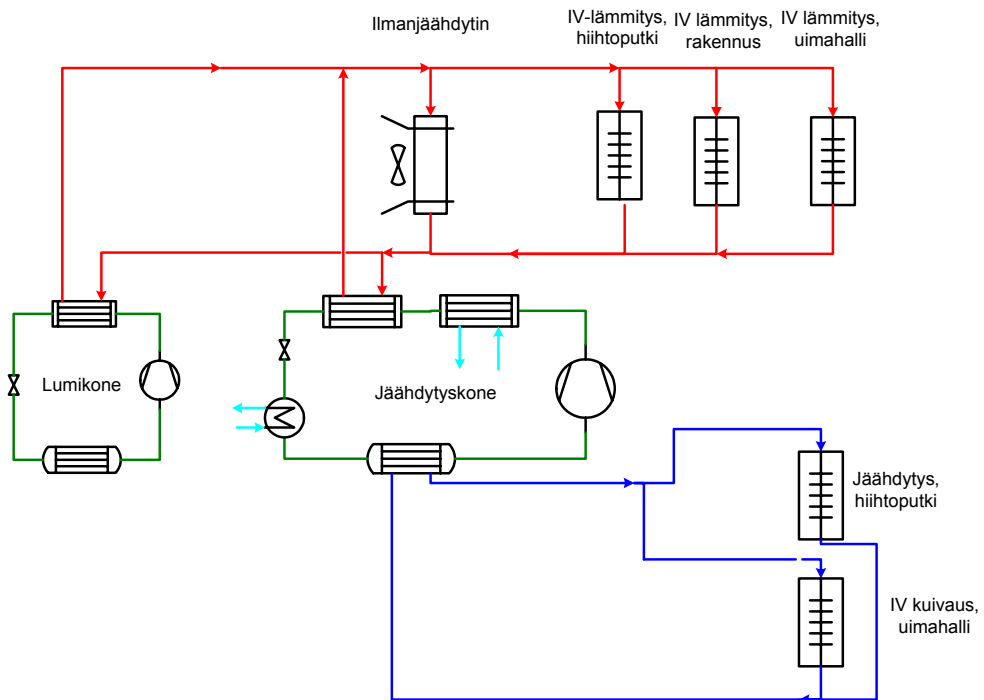 Ilmanjäähdytin
IV-lämmitys,
hiihtoputki
IV lämmitys,
rakennus
IV lämmitys,
uimahalli
Lumikone
Jäähdytyskone
Jäähdytys,
hiihtoputki
IV kuivaus,
uimahalli